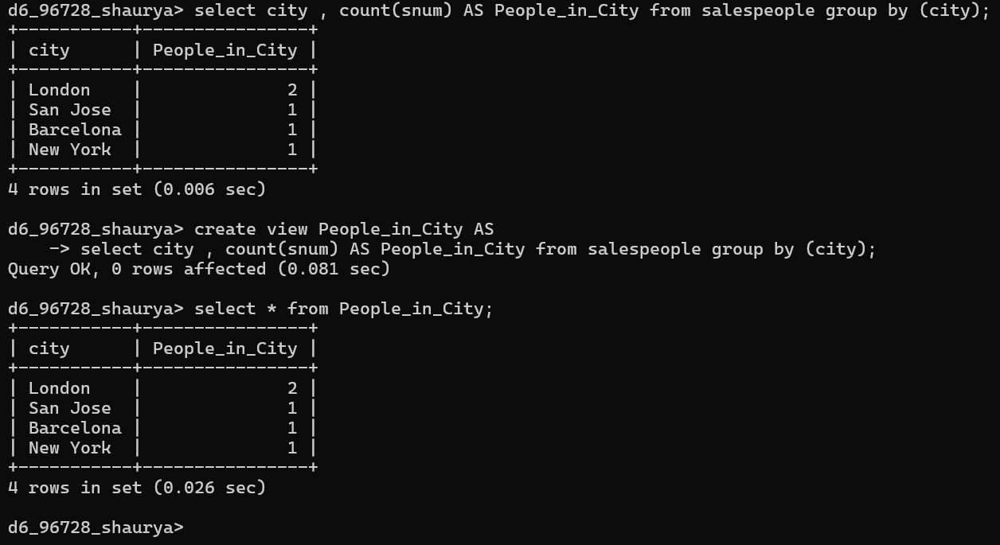 d6_96728_shaurya> select city , count(snum) AS People_in_City from salespeople group by (city);
+-----------+----------------+
| city      | People_in_City |
+-----------+----------------+
| London    |              2 |
| San Jose  |              1 |
| Barcelona |              1 |
| New York  |              1 |
+-----------+----------------+
4 rows in set (0.006 sec)

d6_96728_shaurya> create view People_in_City AS
    -> select city , count(snum) AS People_in_City from salespeople group by (city);
Query OK, 0 rows affected (0.081 sec)

d6_96728_shaurya> select * from People_in_City;
+-----------+----------------+
| city      | People_in_City |
+-----------+----------------+
| London    |              2 |
| San Jose  |              1 |
| Barcelona |              1 |
| New York  |              1 |
+-----------+----------------+
4 rows in set (0.026 sec)

d6_96728_shaurya>